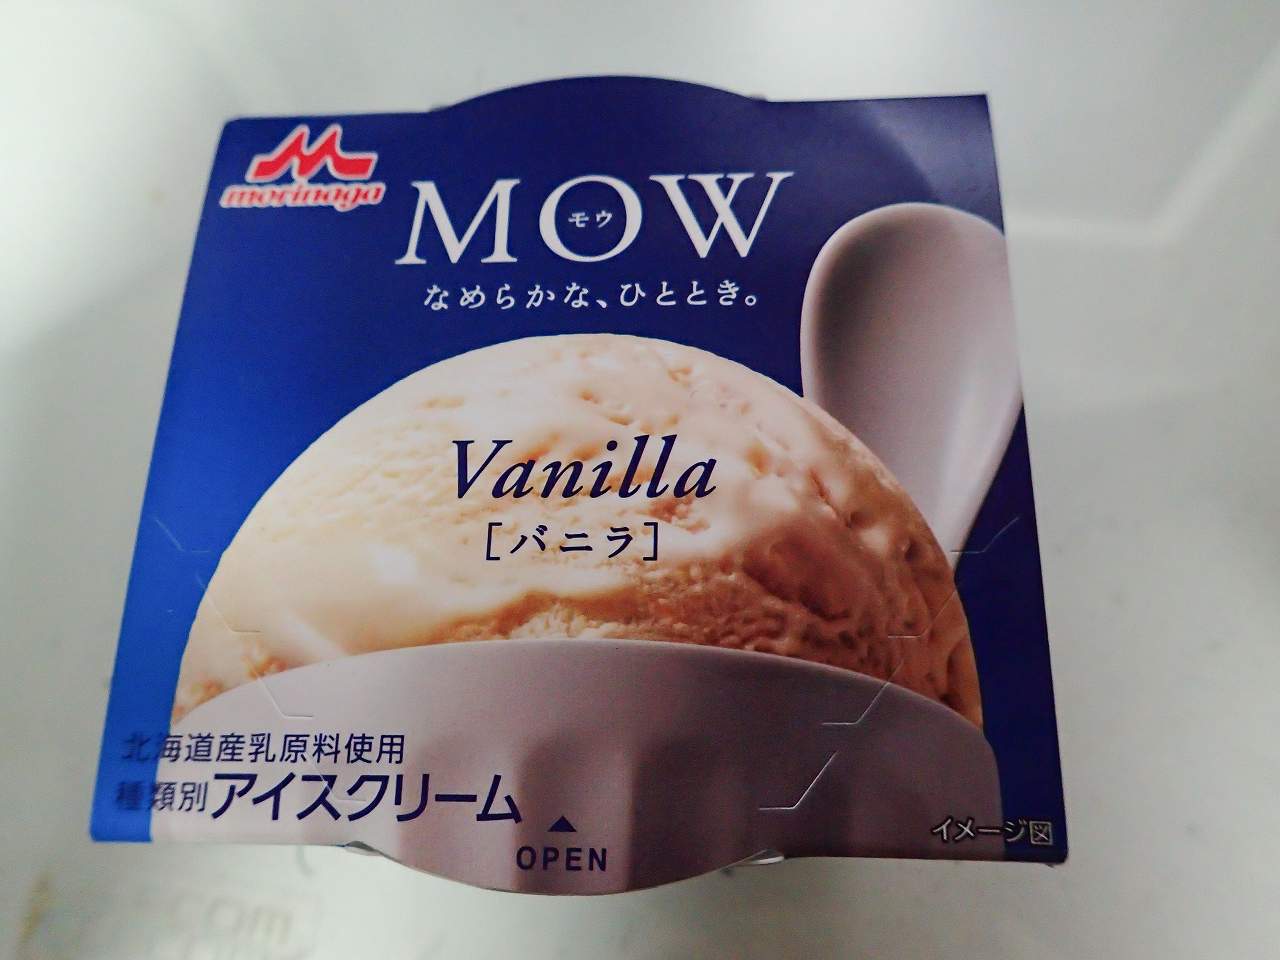 morinaga
MOW
モウ
なめらかな、ひととき。
Vanilla
[バニラ]
北海道産乳原料使用
種類別アイスクリーム
OPEN
イメージ図
com